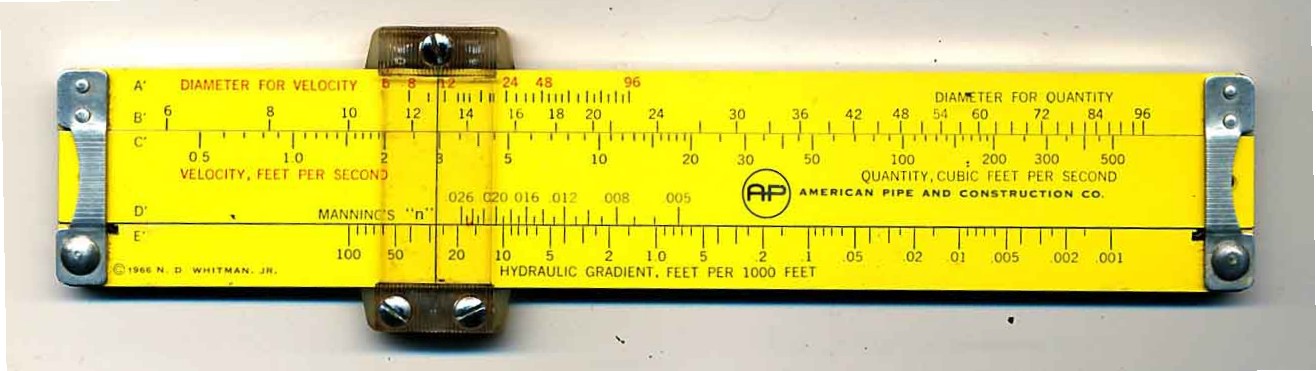 A' DIAMETER FOR VELOCITY 6 8 12 24 48 96
DIAMETER FOR QUANTITY
B' 6 8 10 12 14 16 18 20 24 30 36 42 48 54 60 72 84 96
C' 0.5 1.0 2 3 5 10 20 30 50 100 200 300 500
VELOCITY, FEET PER SECOND
QUANTITY, CUBIC FEET PER SECOND
AP AMERICAN PIPE AND CONSTRUCTION CO.
.026 .020 .016 .012 .008 .005
D' MANNING'S "n"
E' 100 50 20 10 5 2 1.0 .5 .2 .1 .05 .02 .01 .005 .002 .001
©1966 N. D. WHITMAN, JR.
HYDRAULIC GRADIENT, FEET PER 1000 FEET